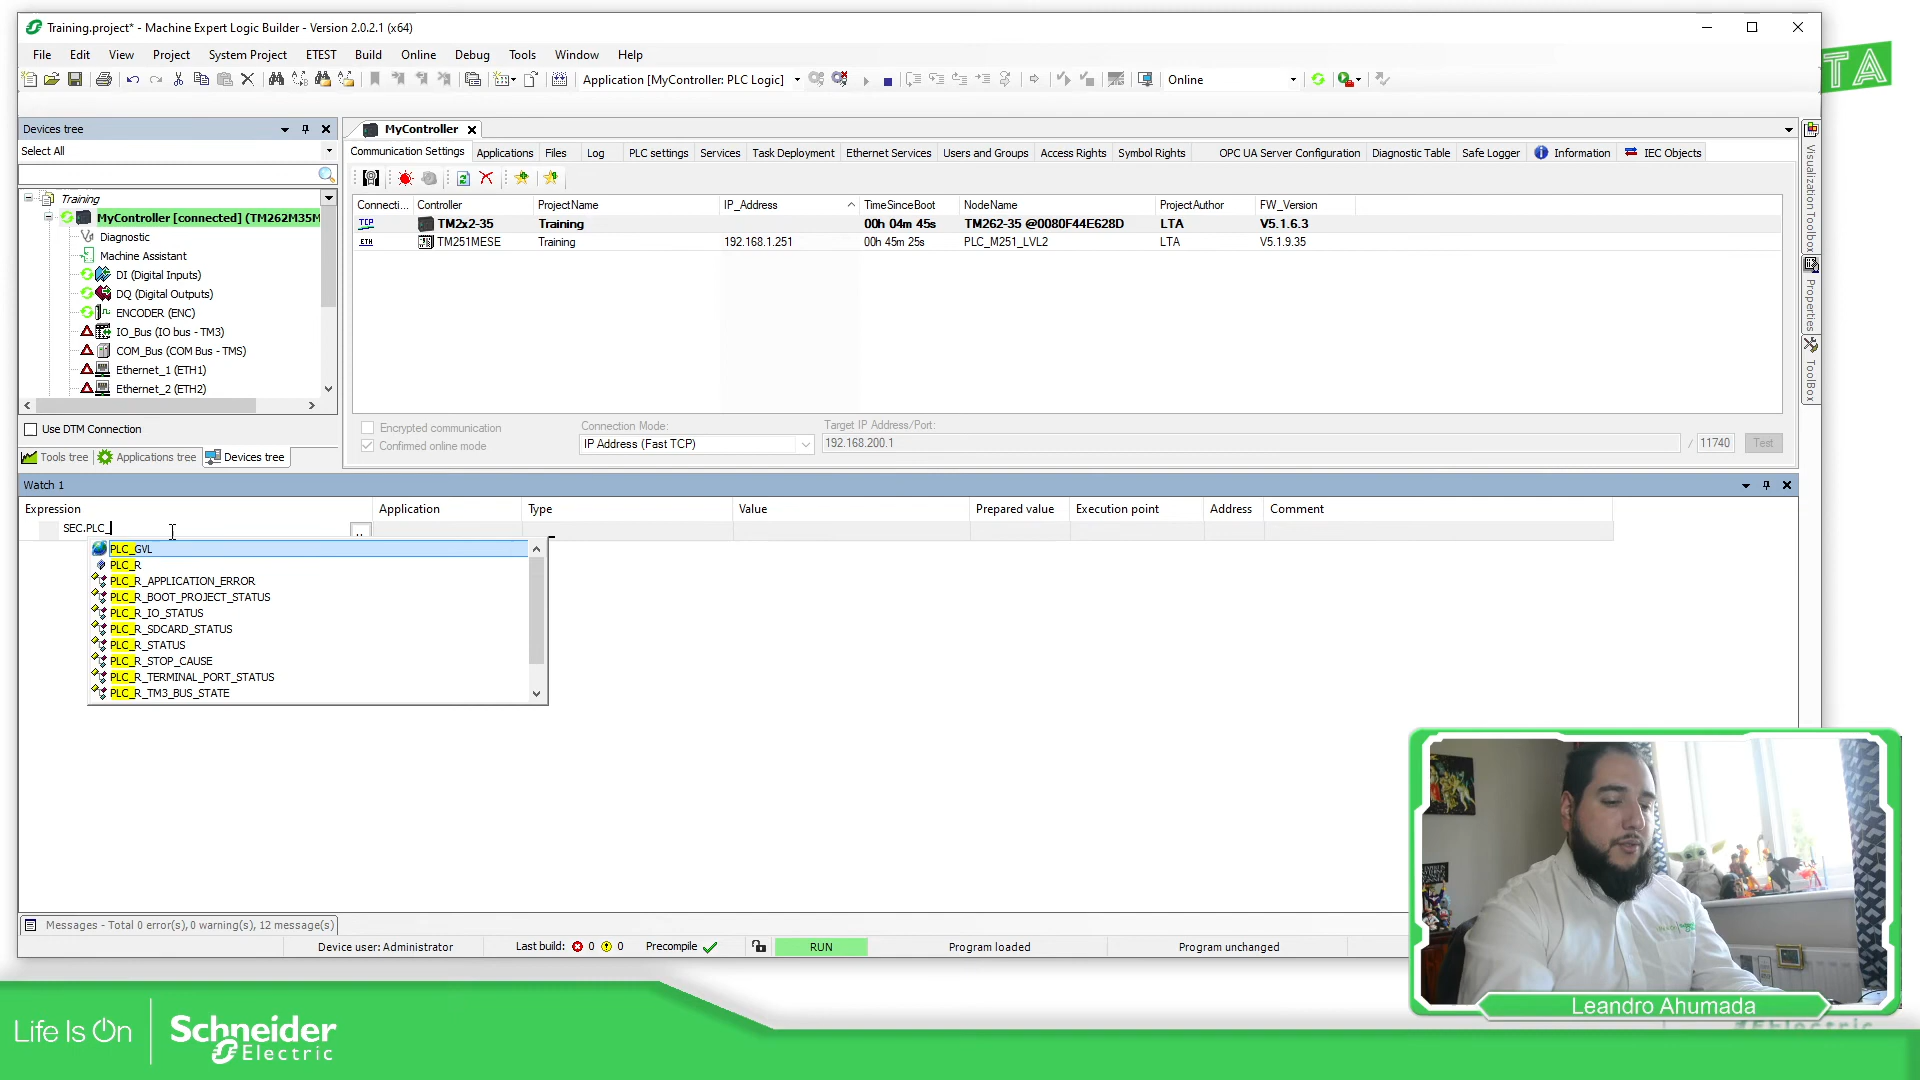 Training.project* - Machine Expert Logic Builder - Version 2.0.2.1 (x64)
File Edit View Project System Project ETEST Build Online Debug Tools Window Help
Application [MyController: PLC Logic] Online
TA
Devices tree
MyController
Select All
Communication Settings Applications Files Log PLC settings Services Task Deployment Ethernet Services Users and Groups Access Rights Symbol Rights OPC UA Server Configuration Diagnostic Table Safe Logger Information IEC Objects
Connecti... Controller ProjectName IP_Address TimeSinceBoot NodeName ProjectAuthor FW_Version
TCP TM2x2-35 Training 00h 04m 45s TM262-35 @0080F44E628D LTA V5.1.6.3
ETH TM251MESE Training 192.168.1.251 00h 45m 25s PLC_M251_LVL2 LTA V5.1.9.35
Training
MyController [connected] (TM262M35M
Diagnostic
Machine Assistant
DI (Digital Inputs)
DQ (Digital Outputs)
ENCODER (ENC)
IO_Bus (IO bus - TM3)
COM_Bus (COM Bus - TMS)
Ethernet_1 (ETH1)
Ethernet_2 (ETH2)
Use DTM Connection
Tools tree Applications tree Devices tree
Encrypted communication
Confirmed online mode
Connection Mode:
IP Address (Fast TCP)
Target IP Address/Port:
192.168.200.1 / 11740 Test
Visualization Toolbox
Properties
ToolBox
Watch 1
Expression Application Type Value Prepared value Execution point Address Comment
SEC.PLC_
PLC_GVL
PLC_R
PLC_R_APPLICATION_ERROR
PLC_R_BOOT_PROJECT_STATUS
PLC_R_IO_STATUS
PLC_R_SDCARD_STATUS
PLC_R_STATUS
PLC_R_STOP_CAUSE
PLC_R_TERMINAL_PORT_STATUS
PLC_R_TM3_BUS_STATE
Messages - Total 0 error(s), 0 warning(s), 12 message(s)
Device user: Administrator Last build: 0 0 Precompile RUN Program loaded Program unchanged
Leandro Ahumada
Life Is On
Schneider
Electric